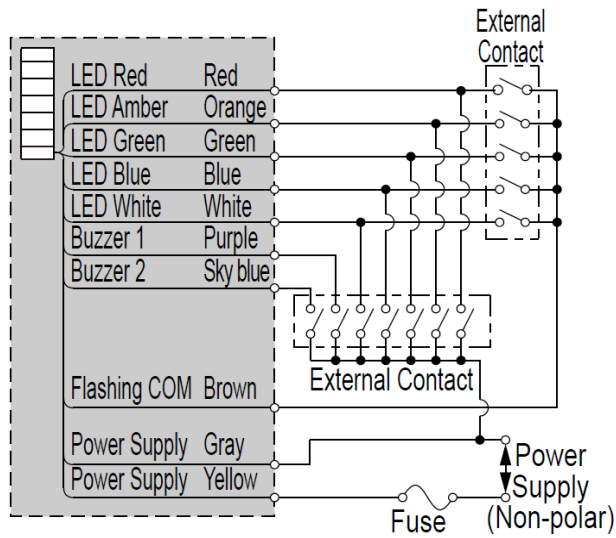 External
Contact
LED Red Red
LED Amber Orange
LED Green Green
LED Blue Blue
LED White White
Buzzer 1 Purple
Buzzer 2 Sky blue
External Contact
Flashing COM Brown
Power Supply Gray
Power Supply Yellow
Fuse
Power
Supply
(Non-polar)